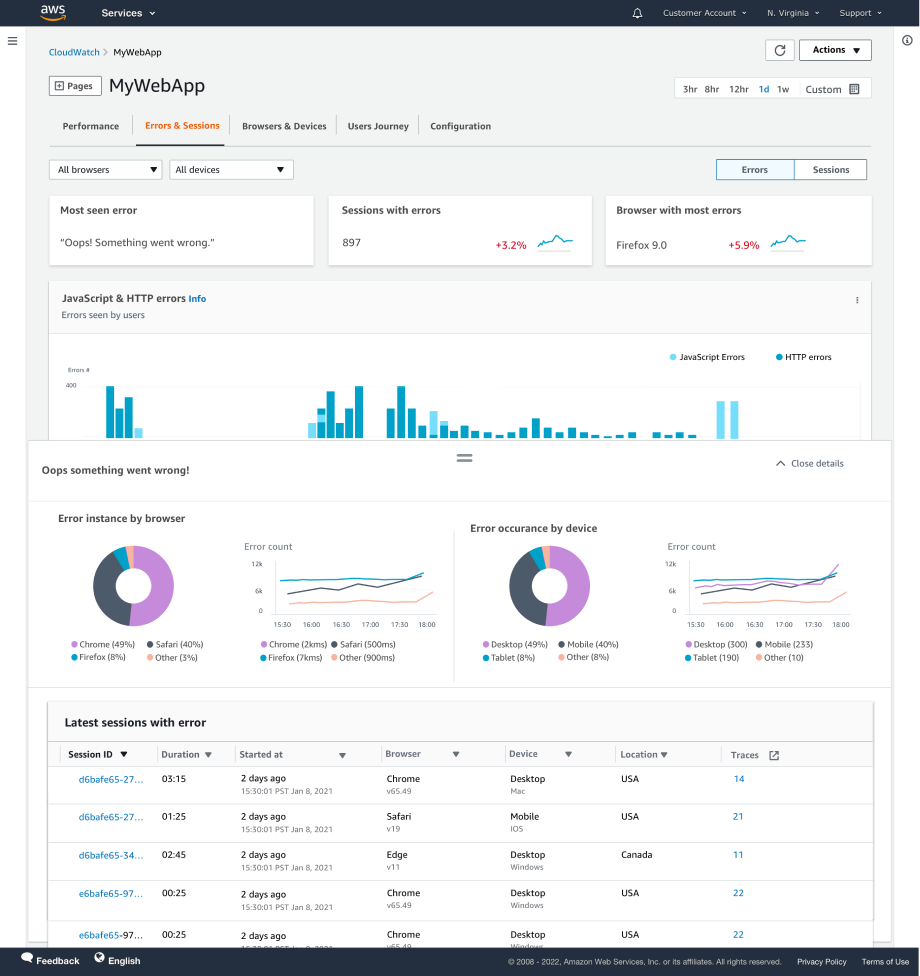 aws Services Customer Account N. Virginia Support
CloudWatch > MyWebApp
Actions
Pages MyWebApp
3hr 8hr 12hr 1d 1w Custom
Performance Errors & Sessions Browsers & Devices Users Journey Configuration
All browsers All devices Errors Sessions
Most seen error Sessions with errors Browser with most errors
“Oops! Something went wrong.” 897 +3.2% Firefox 9.0 +5.9%
JavaScript & HTTP errors Info
Errors seen by users
JavaScript Errors HTTP errors
Errors #
400
Oops something went wrong! Close details
Error instance by browser
Error count
12k
6k
0
15:30 16:00 16:30 17:00 17:30 18:00
Chrome (49%) Safari (40%)
Firefox (8%) Other (3%)
Chrome (2kms) Safari (500ms)
Firefox (7kms) Other (900ms)
Error occurance by device
Error count
12k
6k
0
15:30 16:00 16:30 17:00 17:30 18:00
Desktop (49%) Mobile (40%)
Tablet (8%) Other (8%)
Desktop (300) Mobile (233)
Tablet (190) Other (10)
Latest sessions with error
Session ID Duration Started at Browser Device Location Traces
d6bafe65-27... 03:15 2 days ago Chrome Desktop USA 14
15:30:01 PST Jan 8, 2021 v65.49 Mac
d6bafe65-27... 01:25 2 days ago Safari Mobile USA 21
15:30:01 PST Jan 8, 2021 v19 IOS
d6bafe65-34... 02:45 2 days ago Edge Desktop Canada 11
15:30:01 PST Jan 8, 2021 v11 Windows
e6bafe65-97... 00:25 2 days ago Chrome Desktop USA 22
15:30:01 PST Jan 8, 2021 v65.49 Windows
e6bafe65-97... 00:25 2 days ago Chrome Desktop USA 22
15:30:01 PST Jan 8, 2021 v65.49 Windows
Feedback English © 2008 - 2022, Amazon Web Services, Inc. or its affiliates. All rights reserved. Privacy Policy Terms of Use